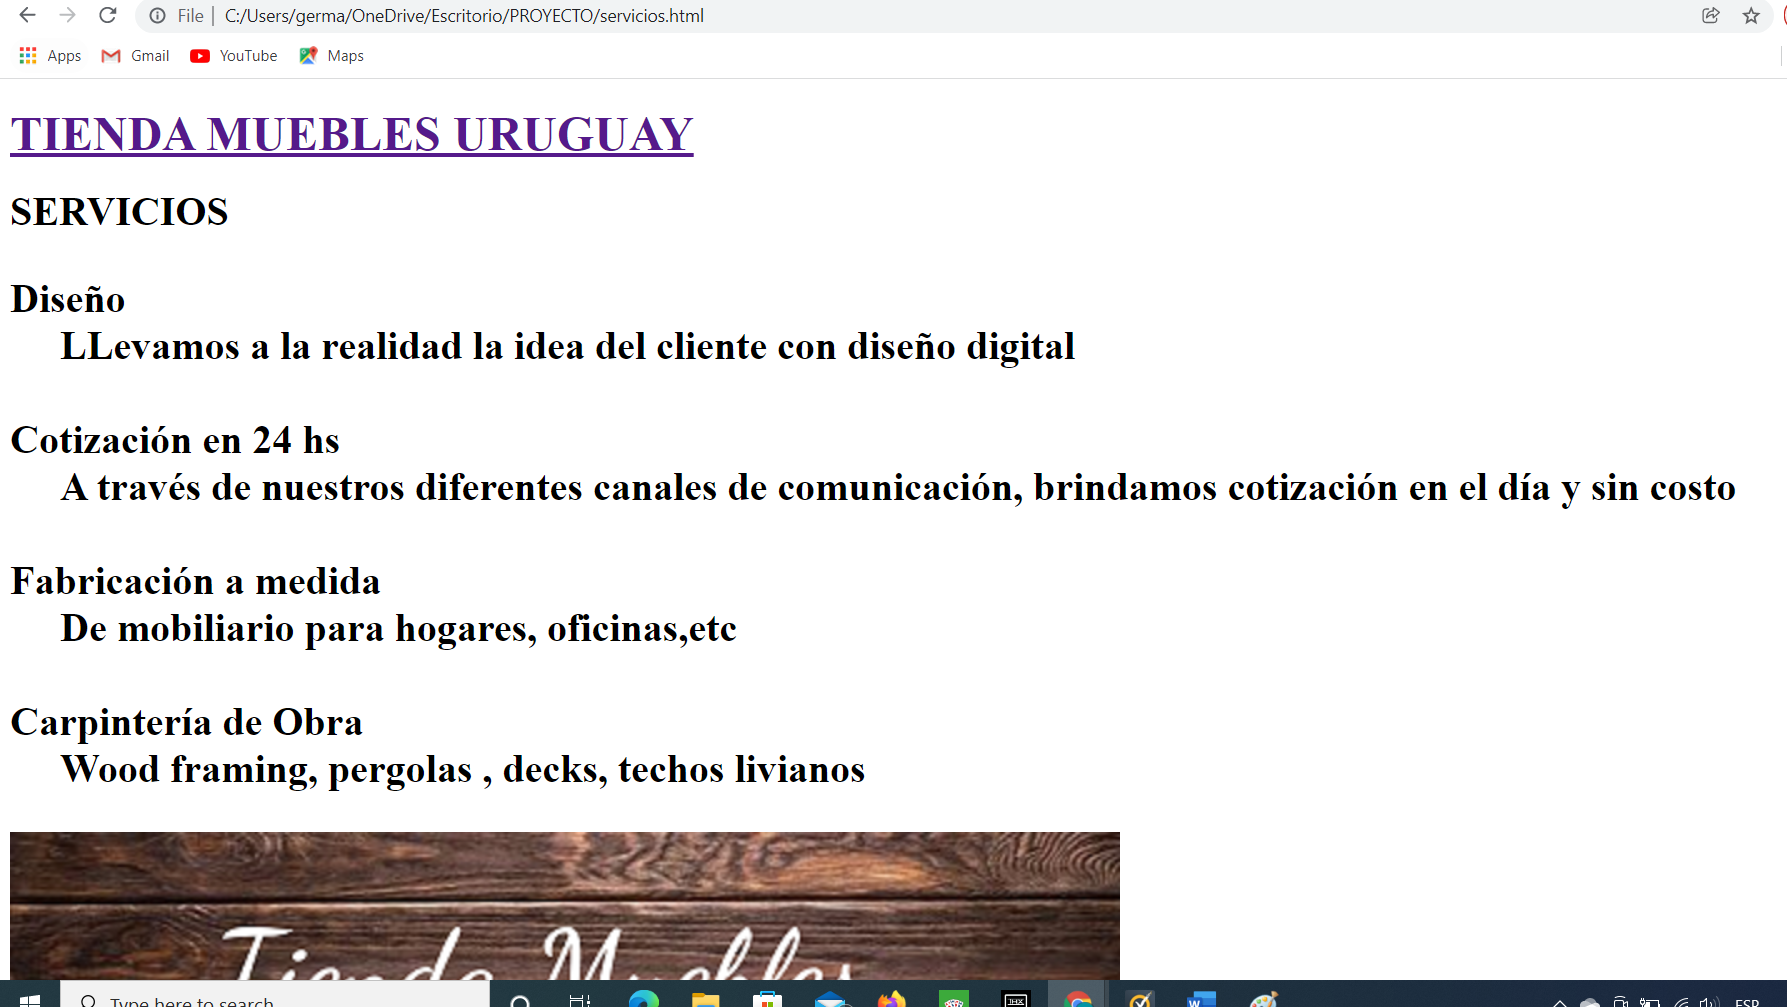 File | C:/Users/germa/OneDrive/Escritorio/PROYECTO/servicios.html
Apps Gmail YouTube Maps
TIENDA MUEBLES URUGUAY
SERVICIOS
Diseño
LLevamos a la realidad la idea del cliente con diseño digital
Cotización en 24 hs
A través de nuestros diferentes canales de comunicación, brindamos cotización en el día y sin costo
Fabricación a medida
De mobiliario para hogares, oficinas,etc
Carpintería de Obra
Wood framing, pergolas , decks, techos livianos
Tienda Muebles
Type here to search
ESP